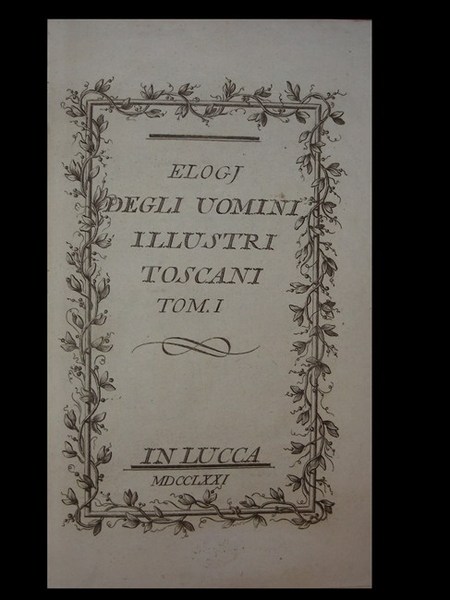 ELOGJ
DEGLI UOMINI
ILLUSTRI
TOSCANI
TOM. I
IN LUCCA
MDCCLXXI